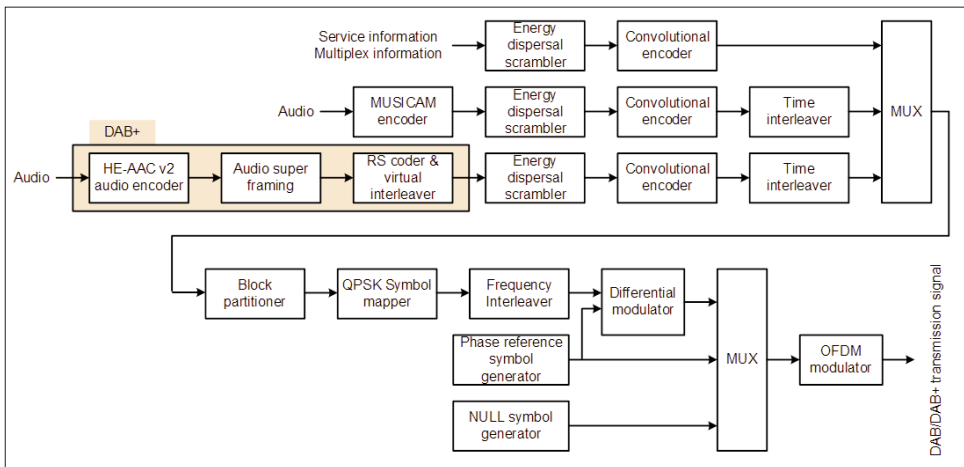 Service information
Multiplex information
Energy
dispersal
scrambler
Convolutional
encoder
Audio
MUSICAM
encoder
Energy
dispersal
scrambler
Convolutional
encoder
Time
interleaver
MUX
DAB+
Audio
HE-AAC v2
audio encoder
Audio super
framing
RS coder &
virtual
interleaver
Energy
dispersal
scrambler
Convolutional
encoder
Time
interleaver
Block
partitioner
QPSK Symbol
mapper
Frequency
Interleaver
Differential
modulator
Phase reference
symbol
generator
MUX
OFDM
modulator
NULL symbol
generator
DAB/DAB+ transmission signal